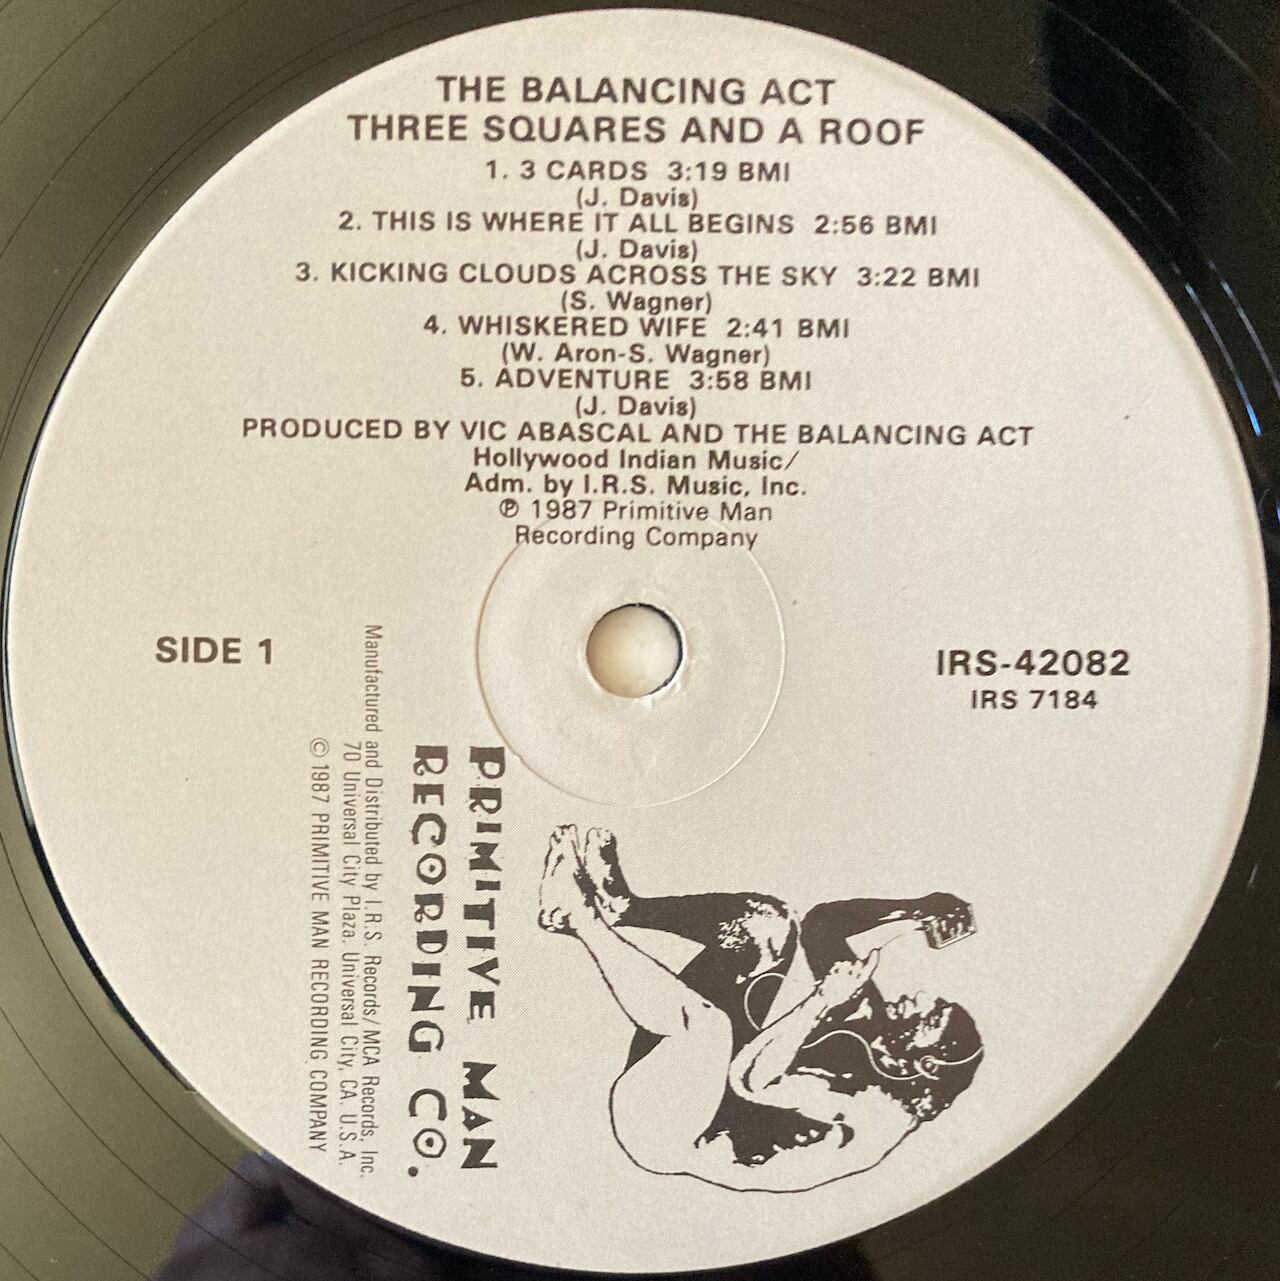 THE BALANCING ACT
THREE SQUARES AND A ROOF
1. 3 CARDS 3:19 BMI
(J. Davis)
2. THIS IS WHERE IT ALL BEGINS 2:56 BMI
(J. Davis)
3. KICKING CLOUDS ACROSS THE SKY 3:22 BMI
(S. Wagner)
4. WHISKERED WIFE 2:41 BMI
(W. Aron-S. Wagner)
5. ADVENTURE 3:58 BMI
(J. Davis)
PRODUCED BY VIC ABASCAL AND THE BALANCING ACT
Hollywood Indian Music/
Adm. by I.R.S. Music, Inc.
℗ 1987 Primitive Man
Recording Company
SIDE 1
IRS-42082
IRS 7184
PRIMITIVE MAN
RECORDING CO.
Manufactured and Distributed by I.R.S. Records/MCA Records, Inc.
70 Universal City Plaza. Universal City, CA. U.S.A.
© 1987 PRIMITIVE MAN RECORDING COMPANY